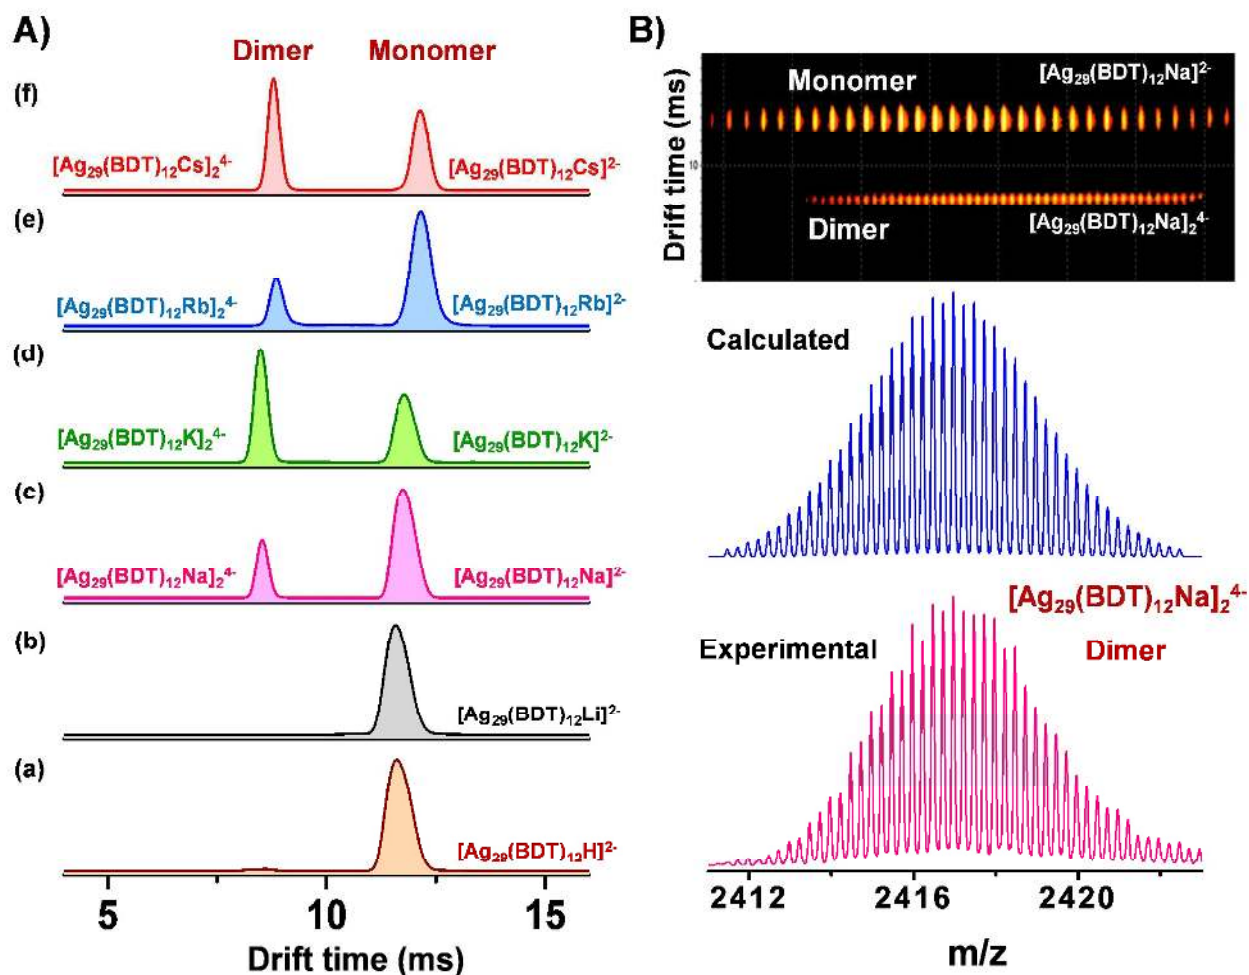 A)
Dimer Monomer
(f)
[Ag₂₉(BDT)₁₂Cs]₂⁴⁻ [Ag₂₉(BDT)₁₂Cs]²⁻
(e)
[Ag₂₉(BDT)₁₂Rb]₂⁴⁻ [Ag₂₉(BDT)₁₂Rb]²⁻
(d)
[Ag₂₉(BDT)₁₂K]₂⁴⁻ [Ag₂₉(BDT)₁₂K]²⁻
(c)
[Ag₂₉(BDT)₁₂Na]₂⁴⁻ [Ag₂₉(BDT)₁₂Na]²⁻
(b)
[Ag₂₉(BDT)₁₂Li]²⁻
(a)
[Ag₂₉(BDT)₁₂H]²⁻
5 10 15
Drift time (ms)
B)
Monomer [Ag₂₉(BDT)₁₂Na]²⁻
Drift time (ms)
10
Dimer [Ag₂₉(BDT)₁₂Na]₂⁴⁻
Calculated
[Ag₂₉(BDT)₁₂Na]₂⁴⁻
Experimental Dimer
2412 2416 2420
m/z